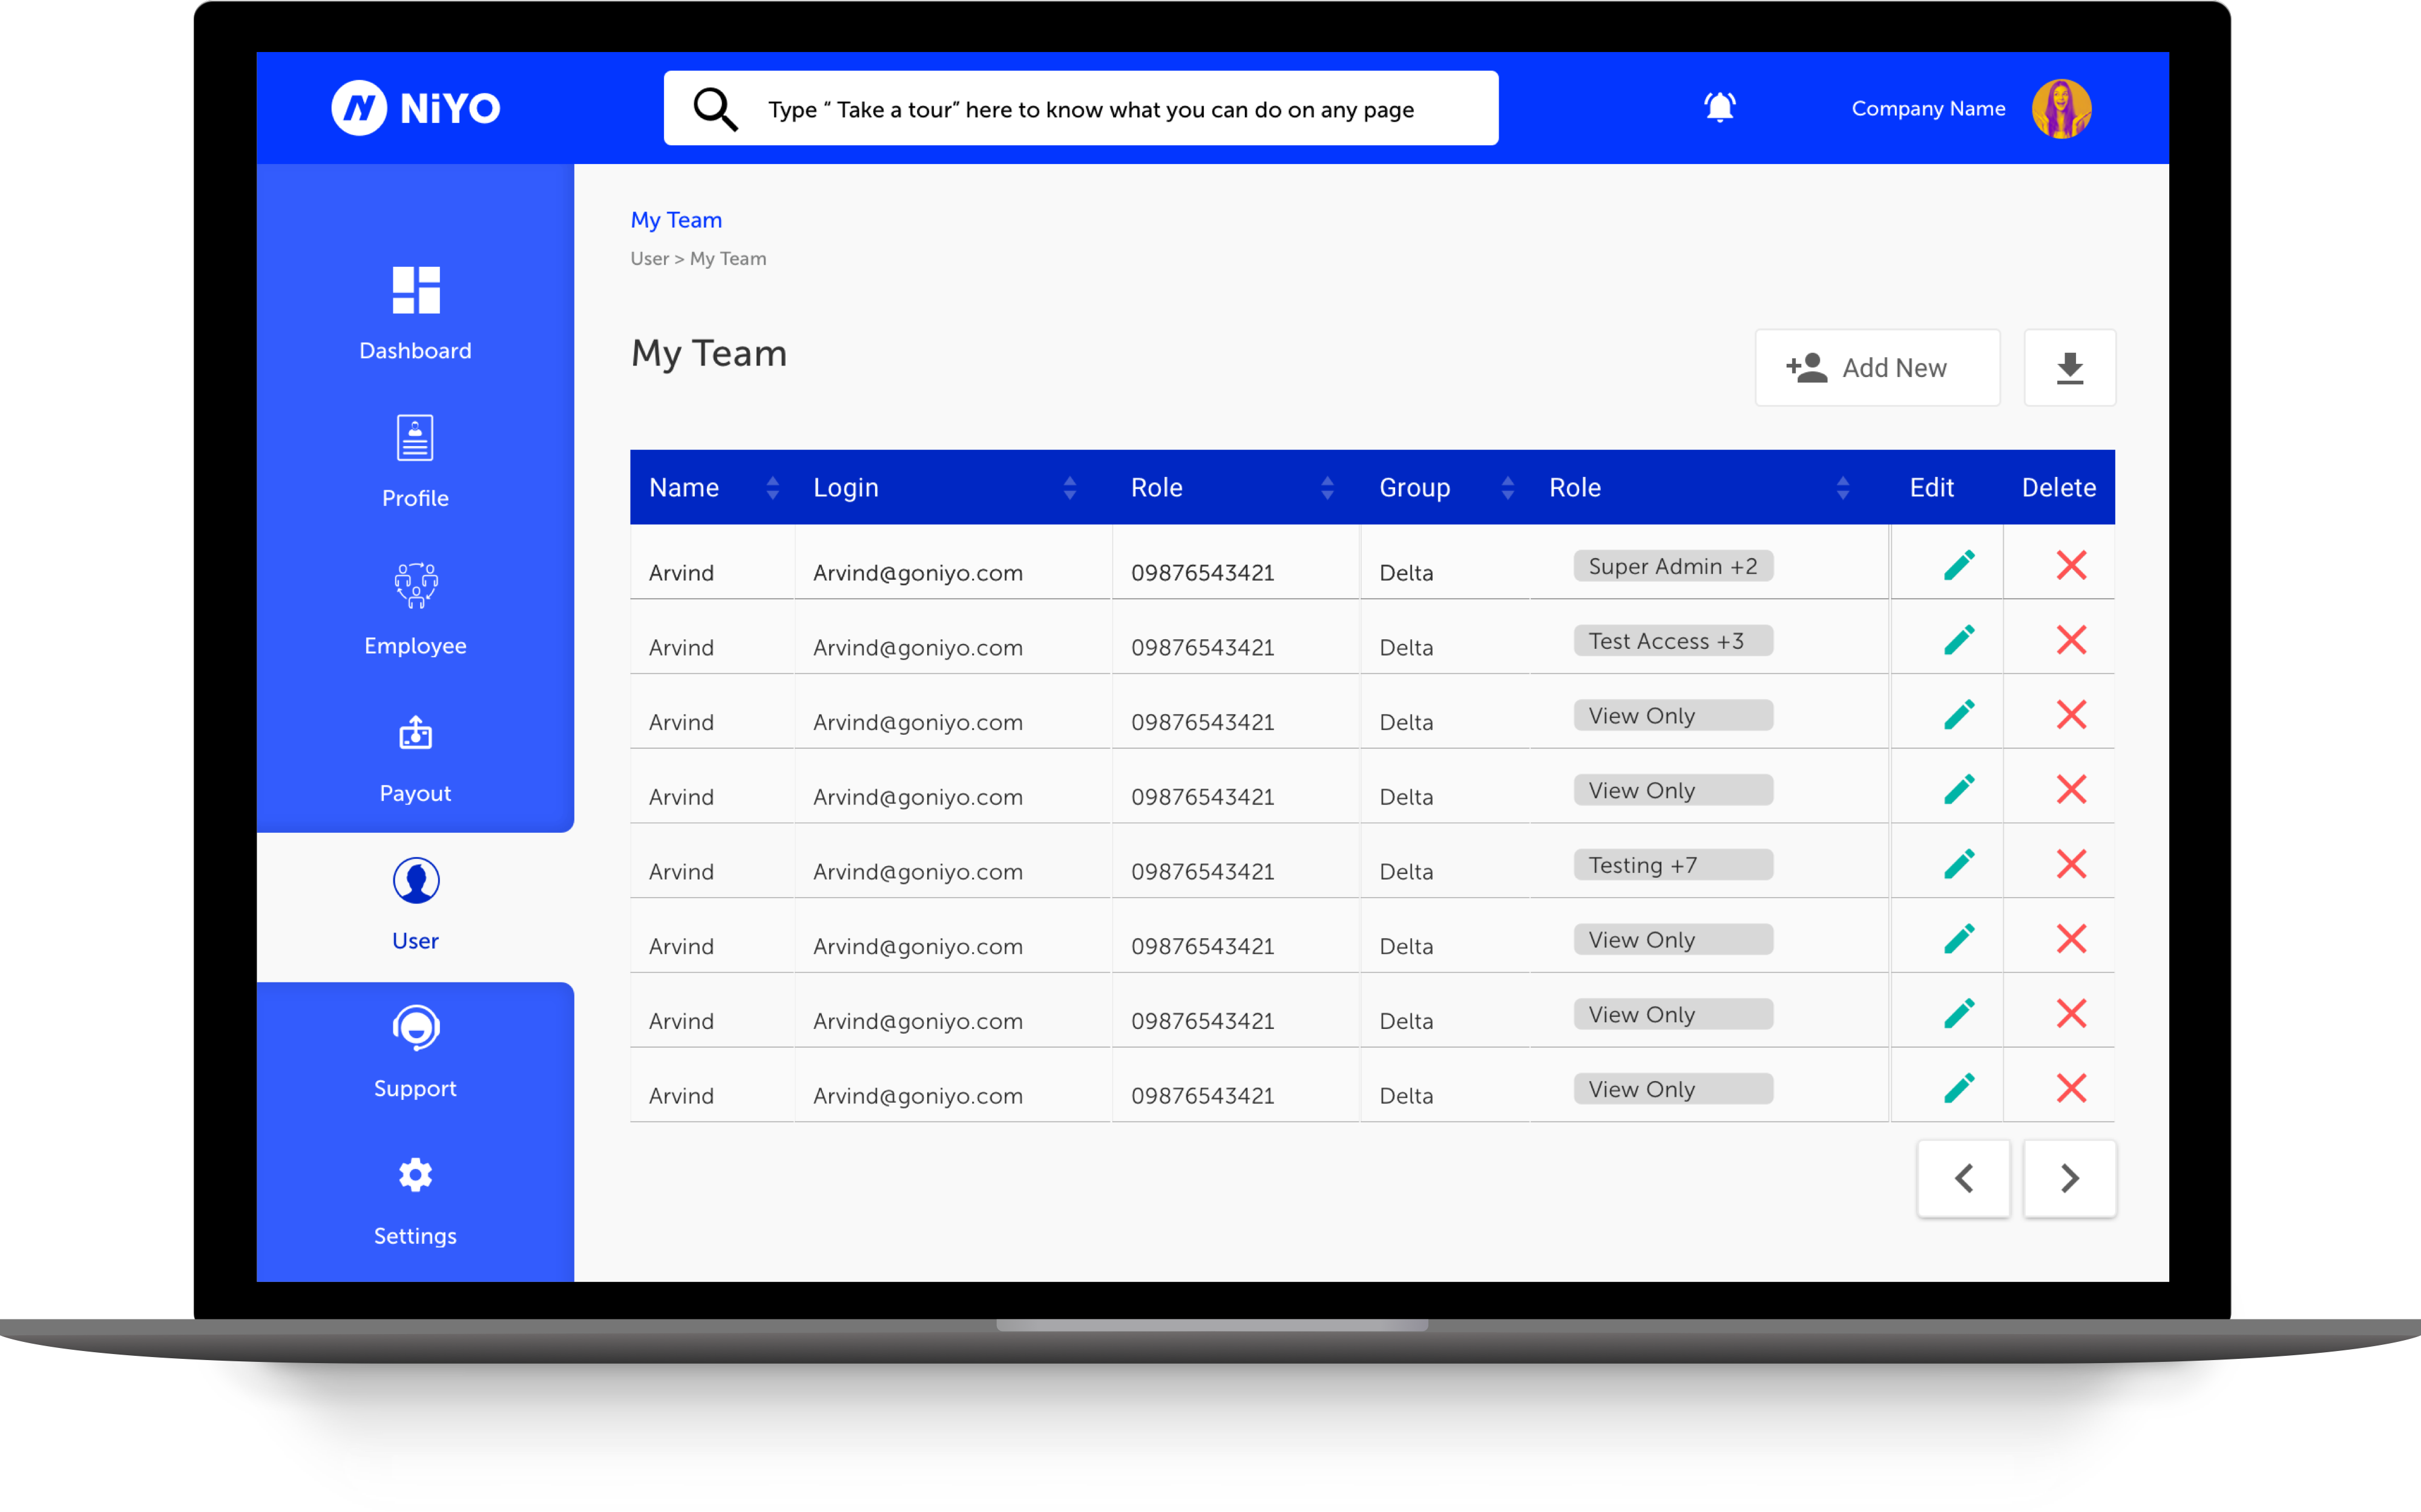 NiYO
Type “ Take a tour” here to know what you can do on any page
Company Name
My Team
User > My Team
Dashboard
Profile
Employee
Payout
User
Support
Settings
My Team
Add New
Name Login Role Group Role Edit Delete
Arvind Arvind@goniyo.com 09876543421 Delta Super Admin +2
Arvind Arvind@goniyo.com 09876543421 Delta Test Access +3
Arvind Arvind@goniyo.com 09876543421 Delta View Only
Arvind Arvind@goniyo.com 09876543421 Delta View Only
Arvind Arvind@goniyo.com 09876543421 Delta Testing +7
Arvind Arvind@goniyo.com 09876543421 Delta View Only
Arvind Arvind@goniyo.com 09876543421 Delta View Only
Arvind Arvind@goniyo.com 09876543421 Delta View Only